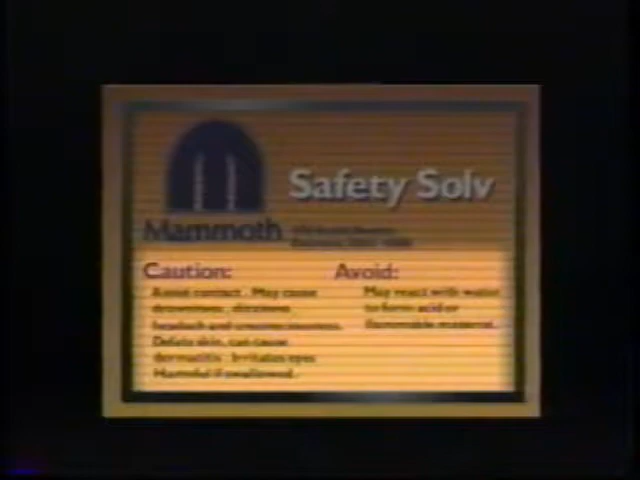 Safety Solv
Mammoth
Caution:
Avoid contact. May cause
drowsiness, dizziness,
headach and unconsciousness.
Defats skin, can cause
dermatitis. Irritates eyes
Harmful if swallowed.
Avoid:
May react with water
to form acid or
flammable material.